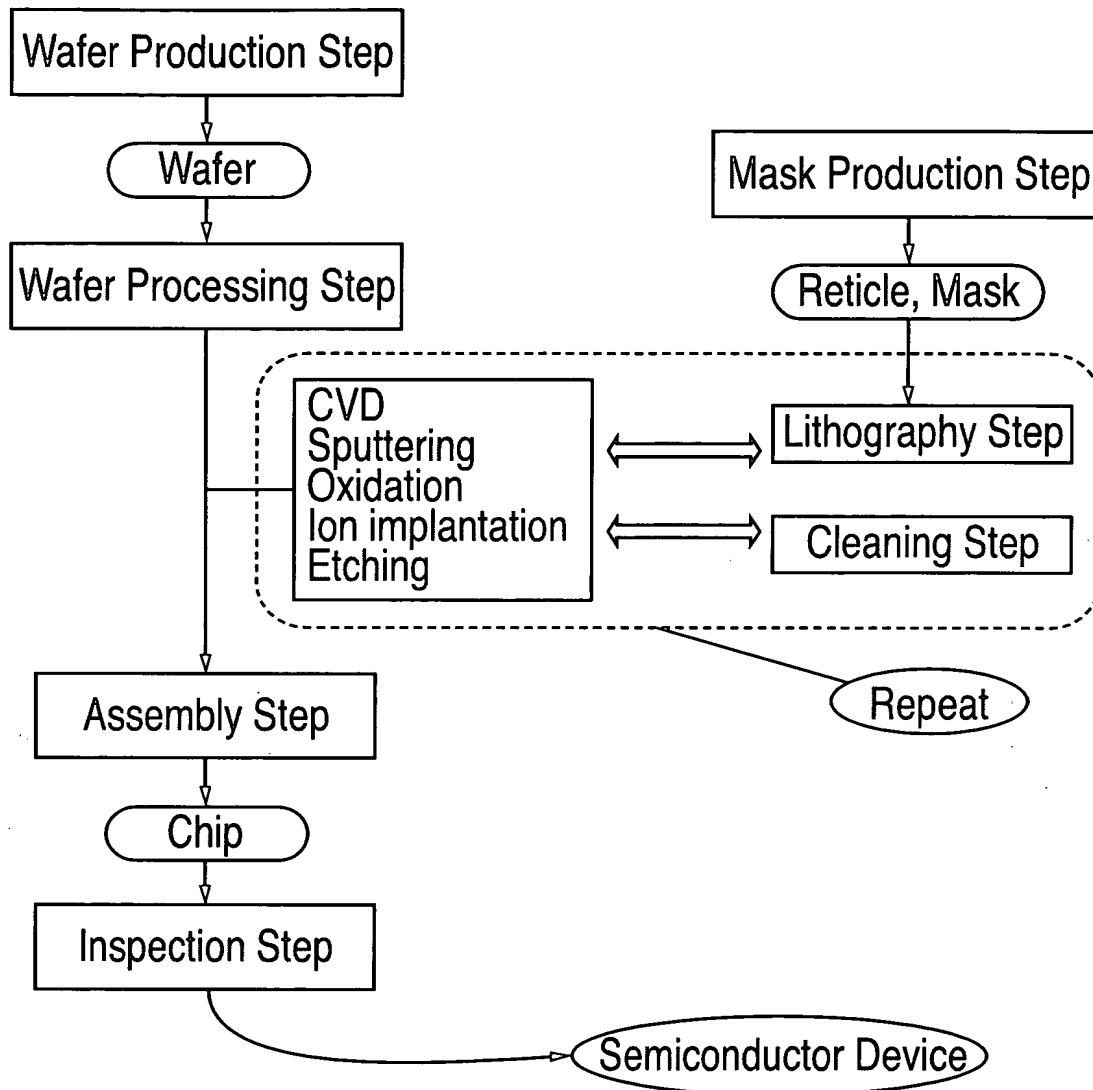 Wafer Production Step
Wafer
Wafer Processing Step
Mask Production Step
Reticle, Mask
CVD
Sputtering
Oxidation
Ion implantation
Etching
Lithography Step
Cleaning Step
Repeat
Assembly Step
Chip
Inspection Step
Semiconductor Device